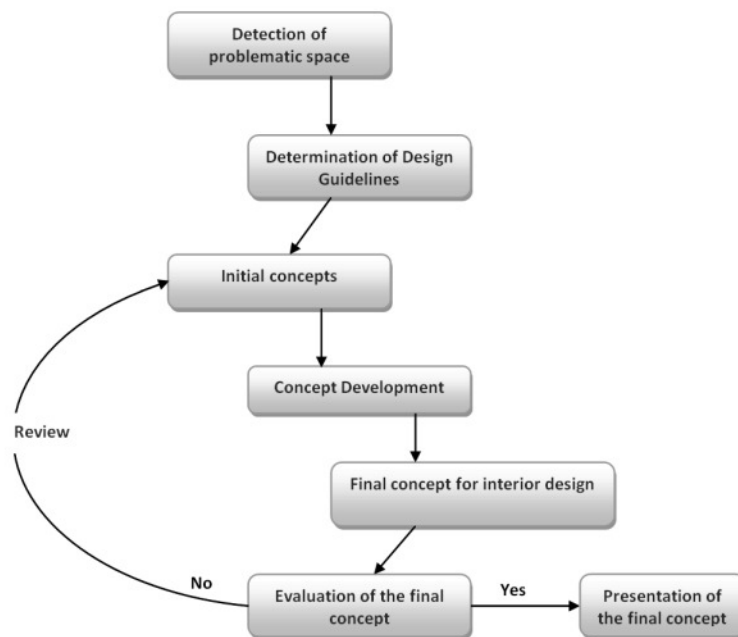 Detection of
problematic space
Determination of Design
Guidelines
Initial concepts
Concept Development
Review
Final concept for interior design
No
Evaluation of the final
concept
Yes
Presentation of
the final concept